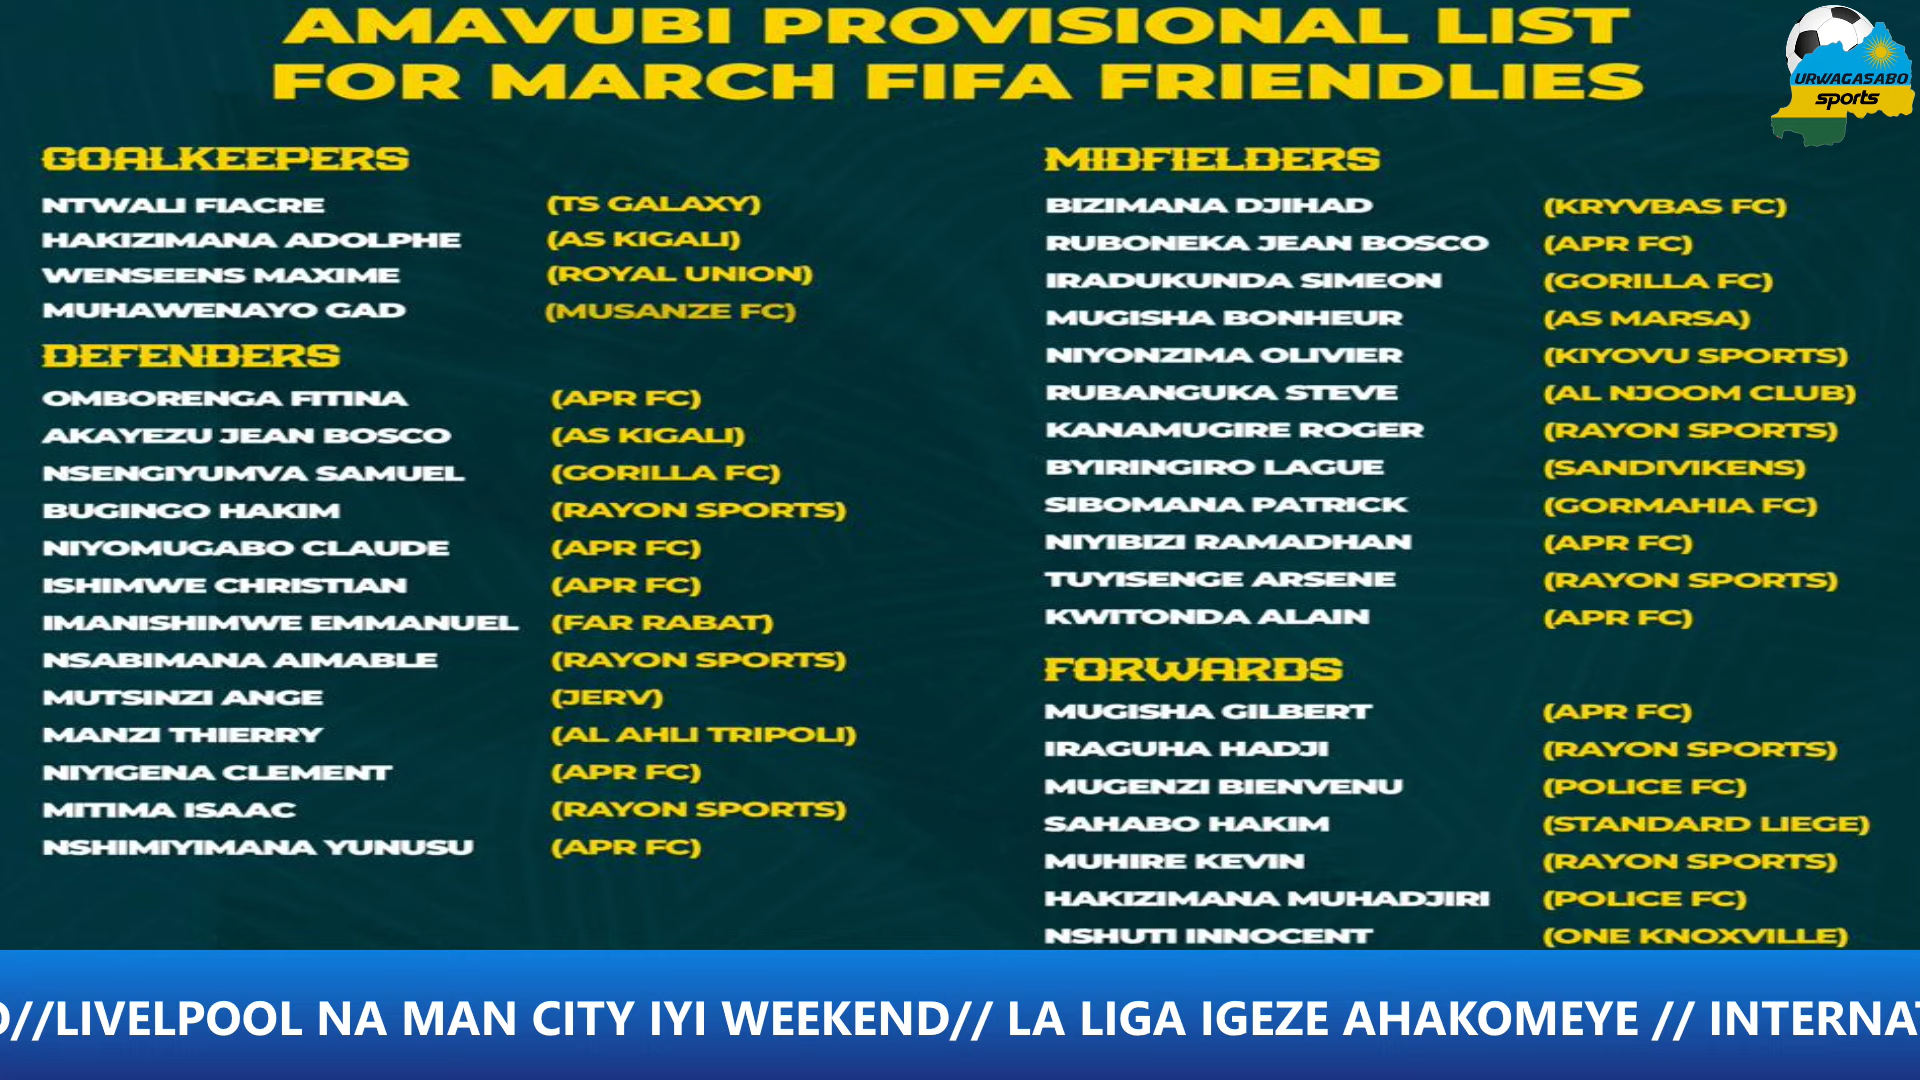 AMAVUBI PROVISIONAL LIST
FOR MARCH FIFA FRIENDLIES
URWAGASABO
sports
GOALKEEPERS
NTWALI FIACRE (TS GALAXY)
HAKIZIMANA ADOLPHE (AS KIGALI)
WENSEENS MAXIME (ROYAL UNION)
MUHAWENAYO GAD (MUSANZE FC)
DEFENDERS
OMBORENGA FITINA (APR FC)
AKAYEZU JEAN BOSCO (AS KIGALI)
NSENGIYUMVA SAMUEL (GORILLA FC)
BUGINGO HAKIM (RAYON SPORTS)
NIYOMUGABO CLAUDE (APR FC)
ISHIMWE CHRISTIAN (APR FC)
IMANISHIMWE EMMANUEL (FAR RABAT)
NSABIMANA AIMABLE (RAYON SPORTS)
MUTSINZI ANGE (JERV)
MANZI THIERRY (AL AHLI TRIPOLI)
NIYIGENA CLEMENT (APR FC)
MITIMA ISAAC (RAYON SPORTS)
NSHIMIYIMANA YUNUSU (APR FC)
MIDFIELDERS
BIZIMANA DJIHAD (KRYVBAS FC)
RUBONEKA JEAN BOSCO (APR FC)
IRADUKUNDA SIMEON (GORILLA FC)
MUGISHA BONHEUR (AS MARSA)
NIYONZIMA OLIVIER (KIYOVU SPORTS)
RUBANGUKA STEVE (AL NJOOM CLUB)
KANAMUGIRE ROGER (RAYON SPORTS)
BYIRINGIRO LAGUE (SANDIVIKENS)
SIBOMANA PATRICK (GORMAHIA FC)
NIYIBIZI RAMADHAN (APR FC)
TUYISENGE ARSENE (RAYON SPORTS)
KWITONDA ALAIN (APR FC)
FORWARDS
MUGISHA GILBERT (APR FC)
IRAGUHA HADJI (RAYON SPORTS)
MUGENZI BIENVENU (POLICE FC)
SAHABO HAKIM (STANDARD LIEGE)
MUHIRE KEVIN (RAYON SPORTS)
HAKIZIMANA MUHADJIRI (POLICE FC)
NSHUTI INNOCENT (ONE KNOXVILLE)
D//LIVELPOOL NA MAN CITY IYI WEEKEND// LA LIGA IGEZE AHAKOMEYE // INTERNAT